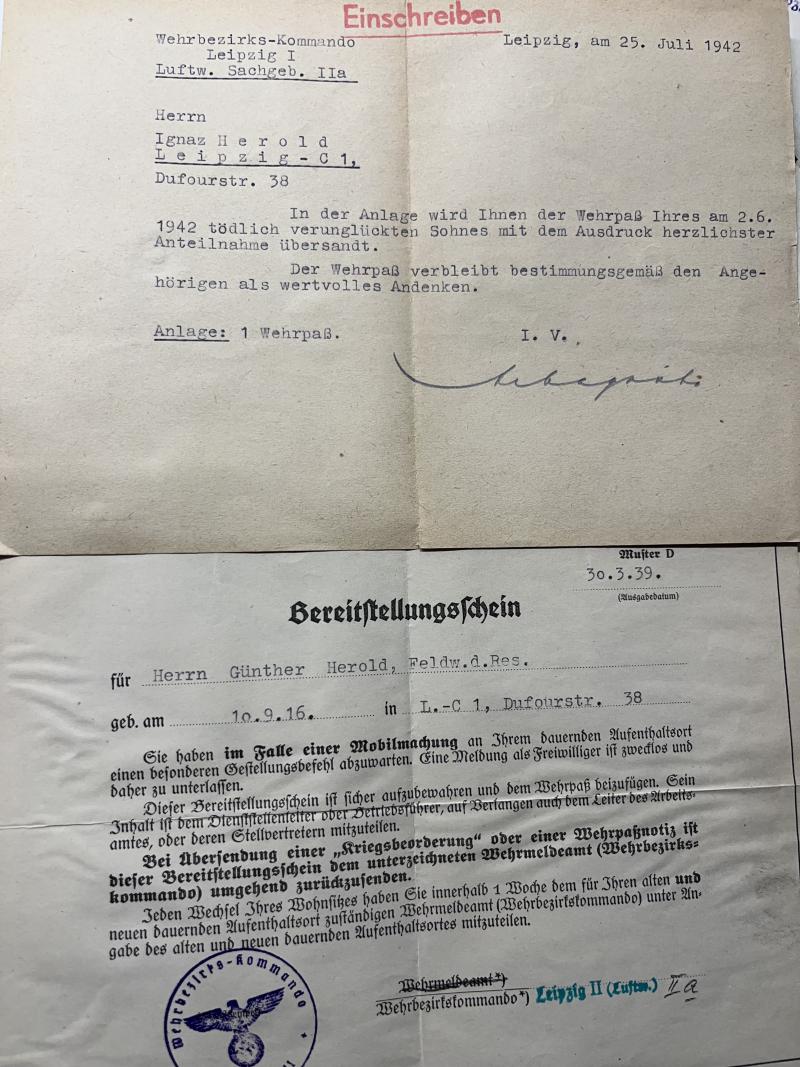 Einschreiben
Wehrbezirks-Kommando
Leipzig I
Luftw. Sachgeb. IIa
Leipzig, am 25. Juli 1942
Herrn
Ignaz H e r o l d
L e i p z i g - C 1,
Dufourstr. 38
In der Anlage wird Ihnen der Wehrpaß Ihres am 2.6.
1942 tödlich verunglückten Sohnes mit dem Ausdruck herzlichster
Anteilnahme übersandt.
Der Wehrpaß verbleibt bestimmungsgemäß den Ange-
hörigen als wertvolles Andenken.
Anlage: 1 Wehrpaß.
I. V.
Muster D
30.3.39.
(Ausgabedatum)
Bereitstellungsschein
für Herrn Günther Herold, Feldw.d.Res.
geb. am 10.9.16. in L.-C 1, Dufourstr. 38
Sie haben im Falle einer Mobilmachung an Ihrem dauernden Aufenthaltsort
einen besonderen Gestellungsbefehl abzuwarten. Eine Meldung als Freiwilliger ist zwecklos und
daher zu unterlassen.
Dieser Bereitstellungsschein ist sicher aufzubewahren und dem Wehrpaß beizufügen. Sein
Inhalt ist dem Dienststellenleiter oder Betriebsführer, auf Verlangen auch dem Leiter des Arbeits-
amtes, oder deren Stellvertretern mitzuteilen.
Bei Übersendung einer „Kriegsbeorderung“ oder einer Wehrpaßnotiz ist
dieser Bereitstellungsschein dem unterzeichneten Wehrmeldeamt (Wehrbezirks-
kommando) umgehend zurückzusenden.
Jeden Wechsel Ihres Wohnsitzes haben Sie innerhalb 1 Woche dem für Ihren alten und
neuen dauernden Aufenthaltsort zuständigen Wehrmeldeamt (Wehrbezirkskommando) unter An-
gabe des alten und neuen dauernden Aufenthaltsortes mitzuteilen.
Wehrbezirks-Kommando
Wehrmeldeamt*)
Wehrbezirkskommando*) Leipzig II (Luftw.) IIa